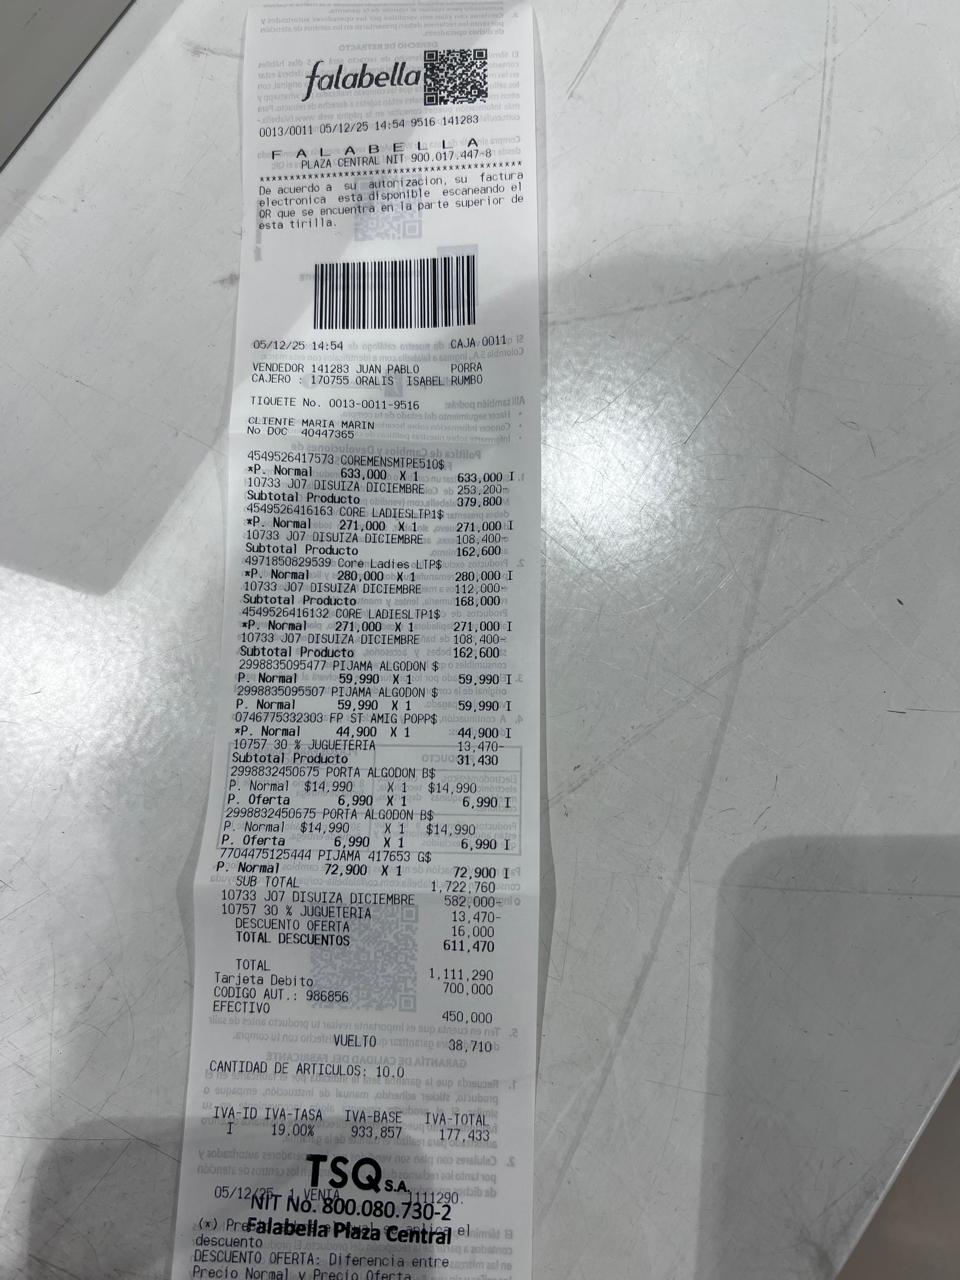 falabella
0013/0011 05/12/25 14:54 9516 141283
F A L A B E L L A
PLAZA CENTRAL NIT 900.017.447-8
****************************************
De acuerdo a su autorizacion, su factura
electronica esta disponible escaneando el
QR que se encuentra en la parte superior de
esta tirilla.
05/12/25 14:54 CAJA 0011
VENDEDOR 141283 JUAN PABLO PORRA
CAJERO : 170755 ORALIS ISABEL RUMBO
TIQUETE No. 0013-0011-9516
CLIENTE MARIA MARIN
No DOC 40447365
4549526417573 COREMENSMTPE510$
*P. Normal 633,000 X 1 633,000 I
10733 J07 DISUIZA DICIEMBRE 253,200-
Subtotal Producto 379,800
4549526416163 CORE LADIESLTP1$
*P. Normal 271,000 X 1 271,000 I
10733 J07 DISUIZA DICIEMBRE 108,400-
Subtotal Producto 162,600
4971850829539 Core Ladies LTP$
*P. Normal 280,000 X 1 280,000 I
10733 J07 DISUIZA DICIEMBRE 112,000-
Subtotal Producto 168,000
4549526416132 CORE LADIESLTP1$
*P. Normal 271,000 X 1 271,000 I
10733 J07 DISUIZA DICIEMBRE 108,400-
Subtotal Producto 162,600
2998835095477 PIJAMA ALGODON $
P. Normal 59,990 X 1 59,990 I
2998835095507 PIJAMA ALGODON $
P. Normal 59,990 X 1 59,990 I
0746775332303 FP ST AMIG POPP$
*P. Normal 44,900 X 1 44,900 I
10757 30 % JUGUETERIA 13,470-
Subtotal Producto 31,430
2998832450675 PORTA ALGODON B$
P. Normal $14,990 X 1 $14,990
P. Oferta 6,990 X 1 6,990 I
2998832450675 PORTA ALGODON B$
P. Normal $14,990 X 1 $14,990
P. Oferta 6,990 X 1 6,990 I
7704475125444 PIJAMA 417653 G$
P. Normal 72,900 X 1 72,900 I
SUB TOTAL 1,722,760
10733 J07 DISUIZA DICIEMBRE 582,000-
10757 30 % JUGUETERIA 13,470-
DESCUENTO OFERTA 16,000
TOTAL DESCUENTOS 611,470
TOTAL 1,111,290
Tarjeta Debito 700,000
CODIGO AUT.: 986856
EFECTIVO 450,000
VUELTO 38,710
CANTIDAD DE ARTICULOS: 10.0
IVA-ID IVA-TASA IVA-BASE IVA-TOTAL
I 19.00% 933,857 177,433
TSQ S.A.
05/12/25 1 VENTA 1111290.
NIT No. 800.080.730-2
Falabella Plaza Central
(*) el
descuento
DESCUENTO OFERTA: Diferencia entre
Precio Normal y Precio Oferta